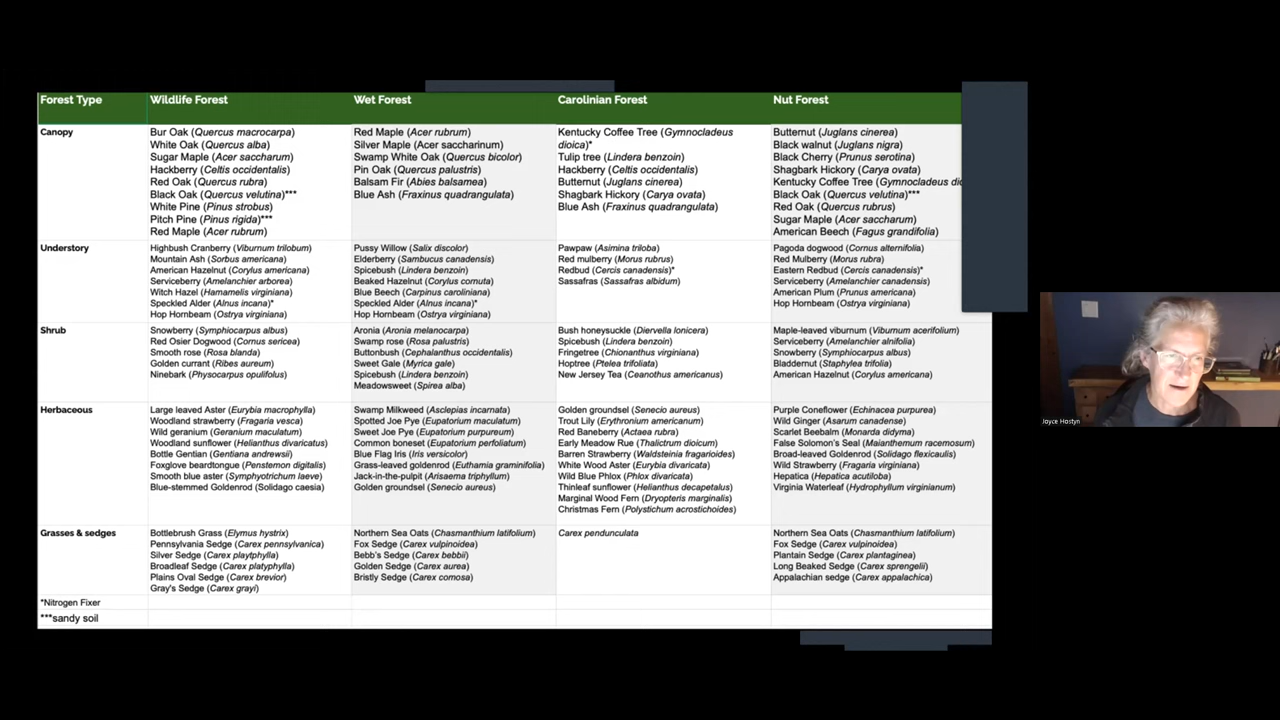 Forest Type
Wildlife Forest
Wet Forest
Carolinian Forest
Nut Forest
Canopy
Bur Oak (Quercus macrocarpa)
White Oak (Quercus alba)
Sugar Maple (Acer saccharum)
Hackberry (Celtis occidentalis)
Red Oak (Quercus rubra)
Black Oak (Quercus velutina)***
White Pine (Pinus strobus)
Pitch Pine (Pinus rigida)***
Red Maple (Acer rubrum)
Red Maple (Acer rubrum)
Silver Maple (Acer saccharinum)
Swamp White Oak (Quercus bicolor)
Pin Oak (Quercus palustris)
Balsam Fir (Abies balsamea)
Blue Ash (Fraxinus quadrangulata)
Kentucky Coffee Tree (Gymnocladus
dioica)*
Tulip tree (Lindera benzoin)
Hackberry (Celtis occidentalis)
Butternut (Juglans cinerea)
Shagbark Hickory (Carya ovata)
Blue Ash (Fraxinus quadrangulata)
Butternut (Juglans cinerea)
Black walnut (Juglans nigra)
Black Cherry (Prunus serotina)
Shagbark Hickory (Carya ovata)
Kentucky Coffee Tree (Gymnocladus dio
Black Oak (Quercus velutina)***
Red Oak (Quercus rubrus)
Sugar Maple (Acer saccharum)
American Beech (Fagus grandifolia)
Understory
Highbush Cranberry (Viburnum trilobum)
Mountain Ash (Sorbus americana)
American Hazelnut (Corylus americana)
Serviceberry (Amelanchier arborea)
Witch Hazel (Hamamelis virginiana)
Speckled Alder (Alnus incana)*
Hop Hornbeam (Ostrya virginiana)
Pussy Willow (Salix discolor)
Elderberry (Sambucus canadensis)
Spicebush (Lindera benzoin)
Beaked Hazelnut (Corylus cornuta)
Blue Beech (Carpinus caroliniana)
Speckled Alder (Alnus incana)*
Hop Hornbeam (Ostrya virginiana)
Pawpaw (Asimina triloba)
Red mulberry (Morus rubrus)
Redbud (Cercis canadensis)*
Sassafras (Sassafras albidum)
Pagoda dogwood (Cornus alternifolia)
Red Mulberry (Morus rubra)
Eastern Redbud (Cercis canadensis)*
Serviceberry (Amelanchier canadensis)
American Plum (Prunus americana)
Hop Hornbeam (Ostrya virginiana)
Shrub
Snowberry (Symphiocarpus albus)
Red Osier Dogwood (Cornus sericea)
Smooth rose (Rosa blanda)
Golden currant (Ribes aureum)
Ninebark (Physocarpus opulifolus)
Aronia (Aronia melanocarpa)
Swamp rose (Rosa palustris)
Buttonbush (Cephalanthus occidentalis)
Sweet Gale (Myrica gale)
Spicebush (Lindera benzoin)
Meadowsweet (Spirea alba)
Bush honeysuckle (Diervella lonicera)
Spicebush (Lindera benzoin)
Fringetree (Chionanthus virginiana)
Hoptree (Ptelea trifoliata)
New Jersey Tea (Ceanothus americanus)
Maple-leaved viburnum (Viburnum acerifolium)
Serviceberry (Amelanchier alnifolia)
Snowberry (Symphiocarpus albus)
Bladdernut (Staphylea trifolia)
American Hazelnut (Corylus americana)
Herbaceous
Large leaved Aster (Eurybia macrophylla)
Woodland strawberry (Fragaria vesca)
Wild geranium (Geranium maculatum)
Woodland sunflower (Helianthus divaricatus)
Bottle Gentian (Gentiana andrewsii)
Foxglove beardtongue (Penstemon digitalis)
Smooth blue aster (Symphyotrichum laeve)
Blue-stemmed Goldenrod (Solidago caesia)
Swamp Milkweed (Asclepias incarnata)
Spotted Joe Pye (Eupatorium maculatum)
Sweet Joe Pye (Eupatorium purpureum)
Common boneset (Eupatorium perfoliatum)
Blue Flag Iris (Iris versicolor)
Grass-leaved goldenrod (Euthamia graminifolia)
Jack-in-the-pulpit (Arisaema triphyllum)
Golden groundsel (Senecio aureus)
Golden groundsel (Senecio aureus)
Trout Lily (Erythronium americanum)
Red Baneberry (Actaea rubra)
Early Meadow Rue (Thalictrum dioicum)
Barren Strawberry (Waldsteinia fragarioides)
White Wood Aster (Eurybia divaricata)
Wild Blue Phlox (Phlox divaricata)
Thinleaf sunflower (Helianthus decapetalus)
Marginal Wood Fern (Dryopteris marginalis)
Christmas Fern (Polystichum acrostichoides)
Purple Coneflower (Echinacea purpurea)
Wild Ginger (Asarum canadense)
Scarlet Beebalm (Monarda didyma)
False Solomon's Seal (Maianthemum racemosum)
Broad-leaved Goldenrod (Solidago flexicaulis)
Wild Strawberry (Fragaria virginiana)
Hepatica (Hepatica acutiloba)
Virginia Waterleaf (Hydrophyllum virginianum)
Grasses & sedges
Bottlebrush Grass (Elymus hystrix)
Pennsylvania Sedge (Carex pennsylvanica)
Silver Sedge (Carex playtphylla)
Broadleaf Sedge (Carex platyphylla)
Plains Oval Sedge (Carex brevior)
Gray's Sedge (Carex grayi)
Northern Sea Oats (Chasmanthium latifolium)
Fox Sedge (Carex vulpinoidea)
Bebb's Sedge (Carex bebbii)
Golden Sedge (Carex aurea)
Bristly Sedge (Carex comosa)
Carex pendunculata
Northern Sea Oats (Chasmanthium latifolium)
Fox Sedge (Carex vulpinoidea)
Plantain Sedge (Carex plantaginea)
Long Beaked Sedge (Carex sprengelii)
Appalachian sedge (Carex appalachica)
*Nitrogen Fixer
***sandy soil
Joyce Hostyn